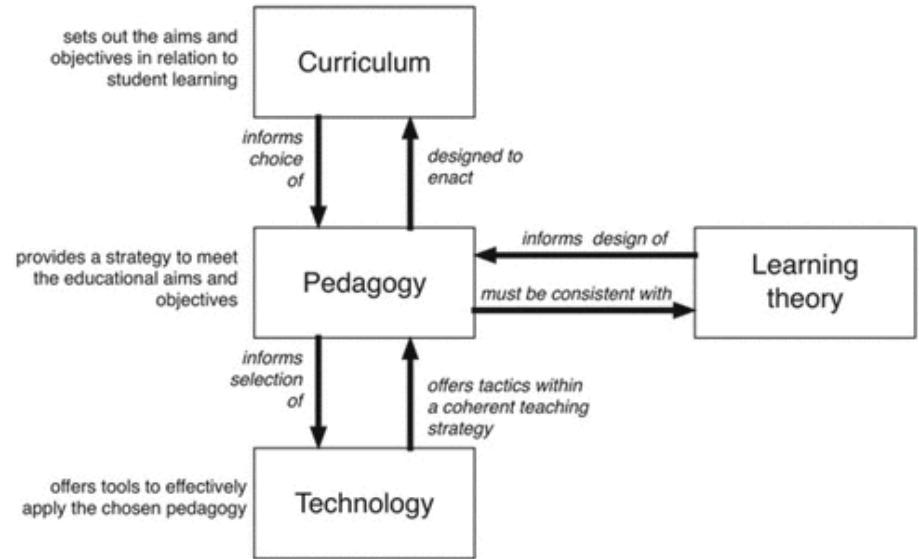 sets out the aims and
objectives in relation to
student learning
Curriculum
informs
choice
of
designed to
enact
provides a strategy to meet
the educational aims and
objectives
Pedagogy
informs design of
must be consistent with
Learning
theory
informs
selection
of
offers tactics within
a coherent teaching
strategy
offers tools to effectively
apply the chosen pedagogy
Technology